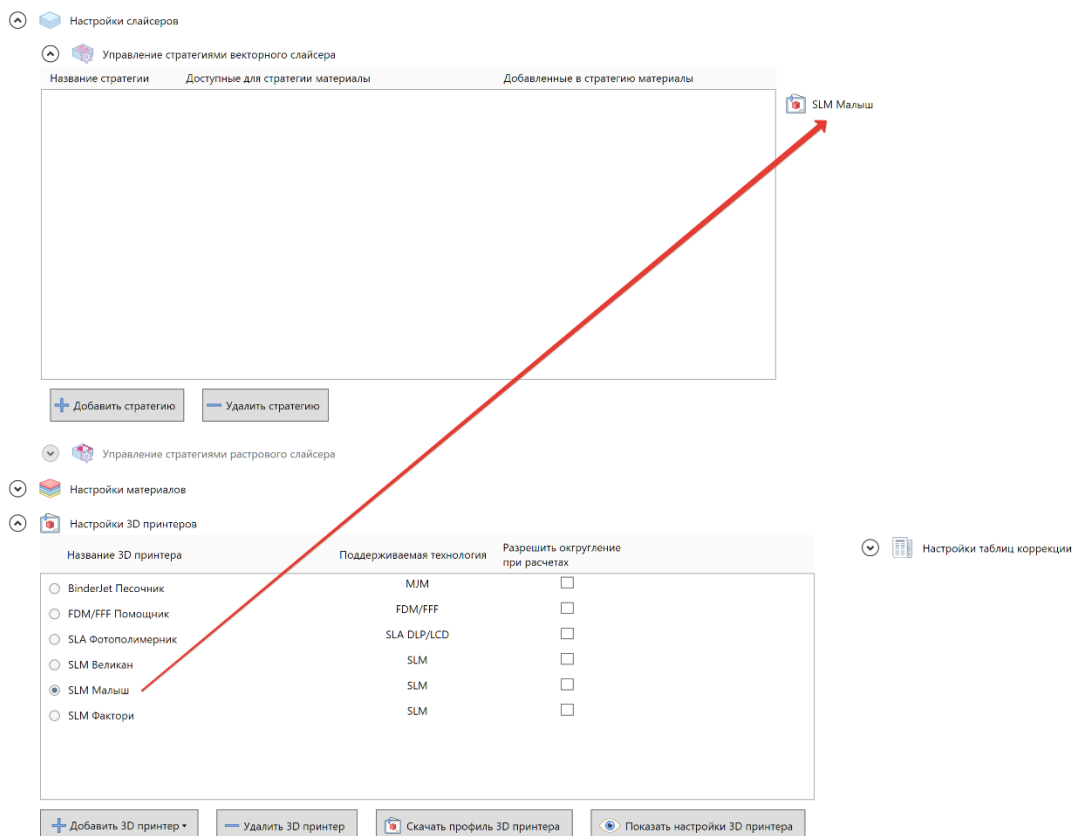 Настройки слайсеров
Управление стратегиями векторного слайсера
Название стратегии Доступные для стратегии материалы Добавленные в стратегию материалы
SLM Малыш
Добавить стратегию Удалить стратегию
Управление стратегиями растрового слайсера
Настройки материалов
Настройки 3D принтеров
Название 3D принтера Поддерживаемая технология Разрешить округление
при расчетах
Настройки таблиц коррекции
BinderJet Песочник MJM
FDM/FFF Помощник FDM/FFF
SLA Фотополимерник SLA DLP/LCD
SLM Великан SLM
SLM Малыш SLM
SLM Фактори SLM
Добавить 3D принтер Удалить 3D принтер Скачать профиль 3D принтера Показать настройки 3D принтера